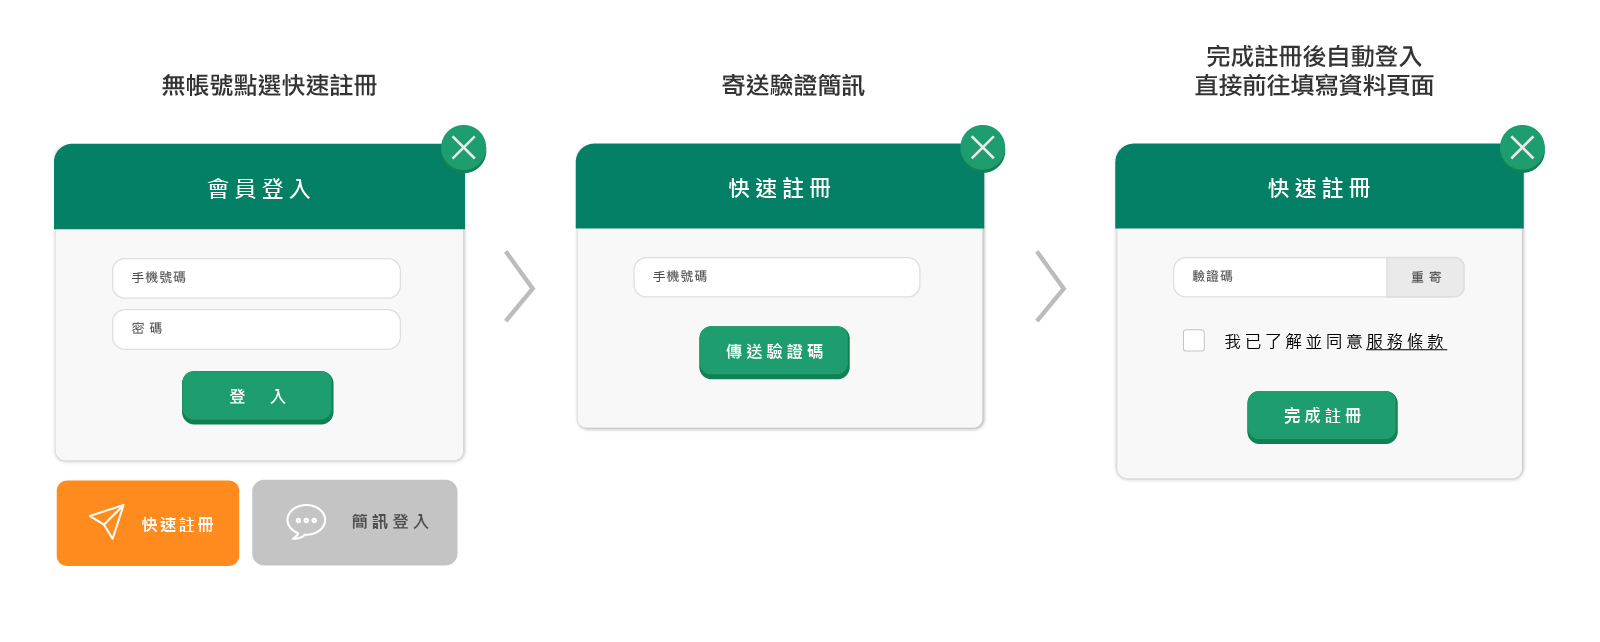 無帳號點選快速註冊
會員登入
手機號碼
密碼
登 入
快速註冊
簡訊登入
寄送驗證簡訊
快速註冊
手機號碼
傳送驗證碼
完成註冊後自動登入
直接前往填寫資料頁面
快速註冊
驗證碼
重寄
我已了解並同意服務條款
完成註冊